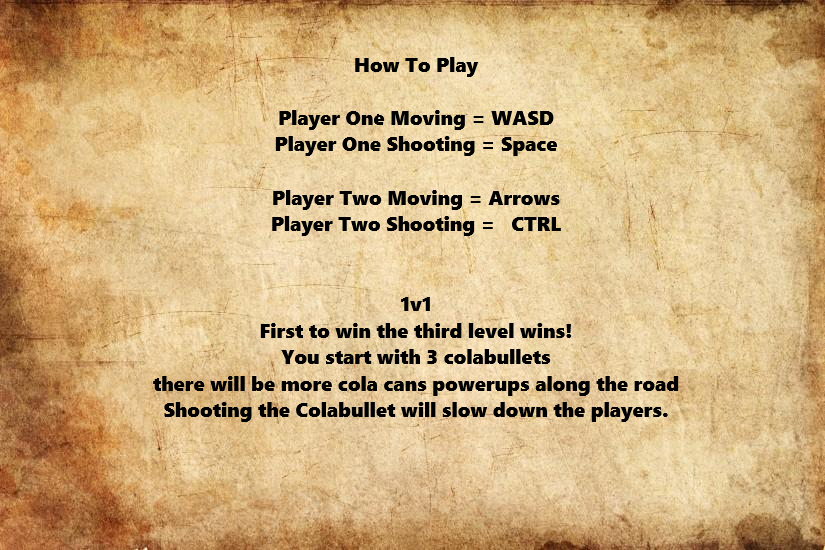 How To Play
Player One Moving = WASD
Player One Shooting = Space
Player Two Moving = Arrows
Player Two Shooting = CTRL
1v1
First to win the third level wins!
You start with 3 colabullets
there will be more cola cans powerups along the road
Shooting the Colabullet will slow down the players.